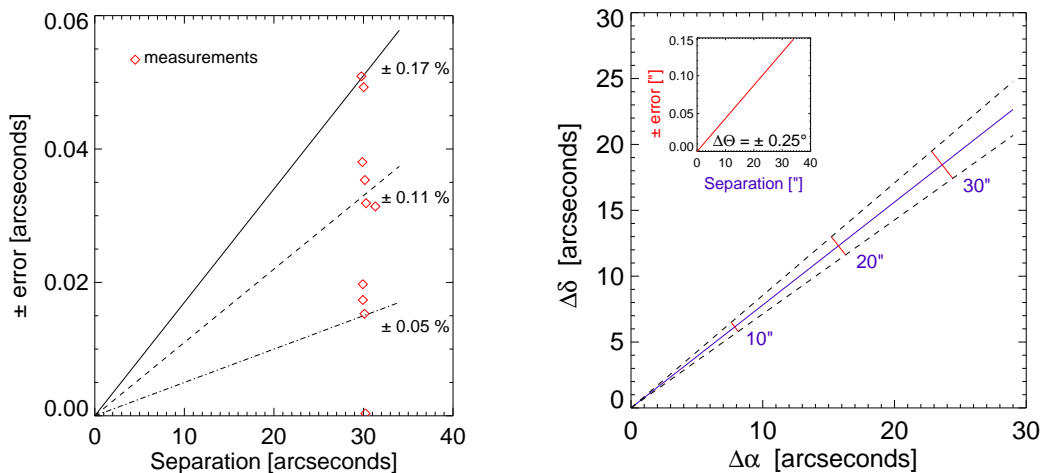 0.06
0.04
0.02
0.00
± error [arcseconds]
measurements
± 0.17 %
± 0.11 %
± 0.05 %
0 10 20 30 40
Separation [arcseconds]
30
25
20
15
10
5
0
Δδ [arcseconds]
0.15
0.10
0.05
0.00
± error ["]
ΔΘ = ± 0.25°
0 10 20 30 40
Separation ["]
30"
20"
10"
0 10 20 30
Δα [arcseconds]